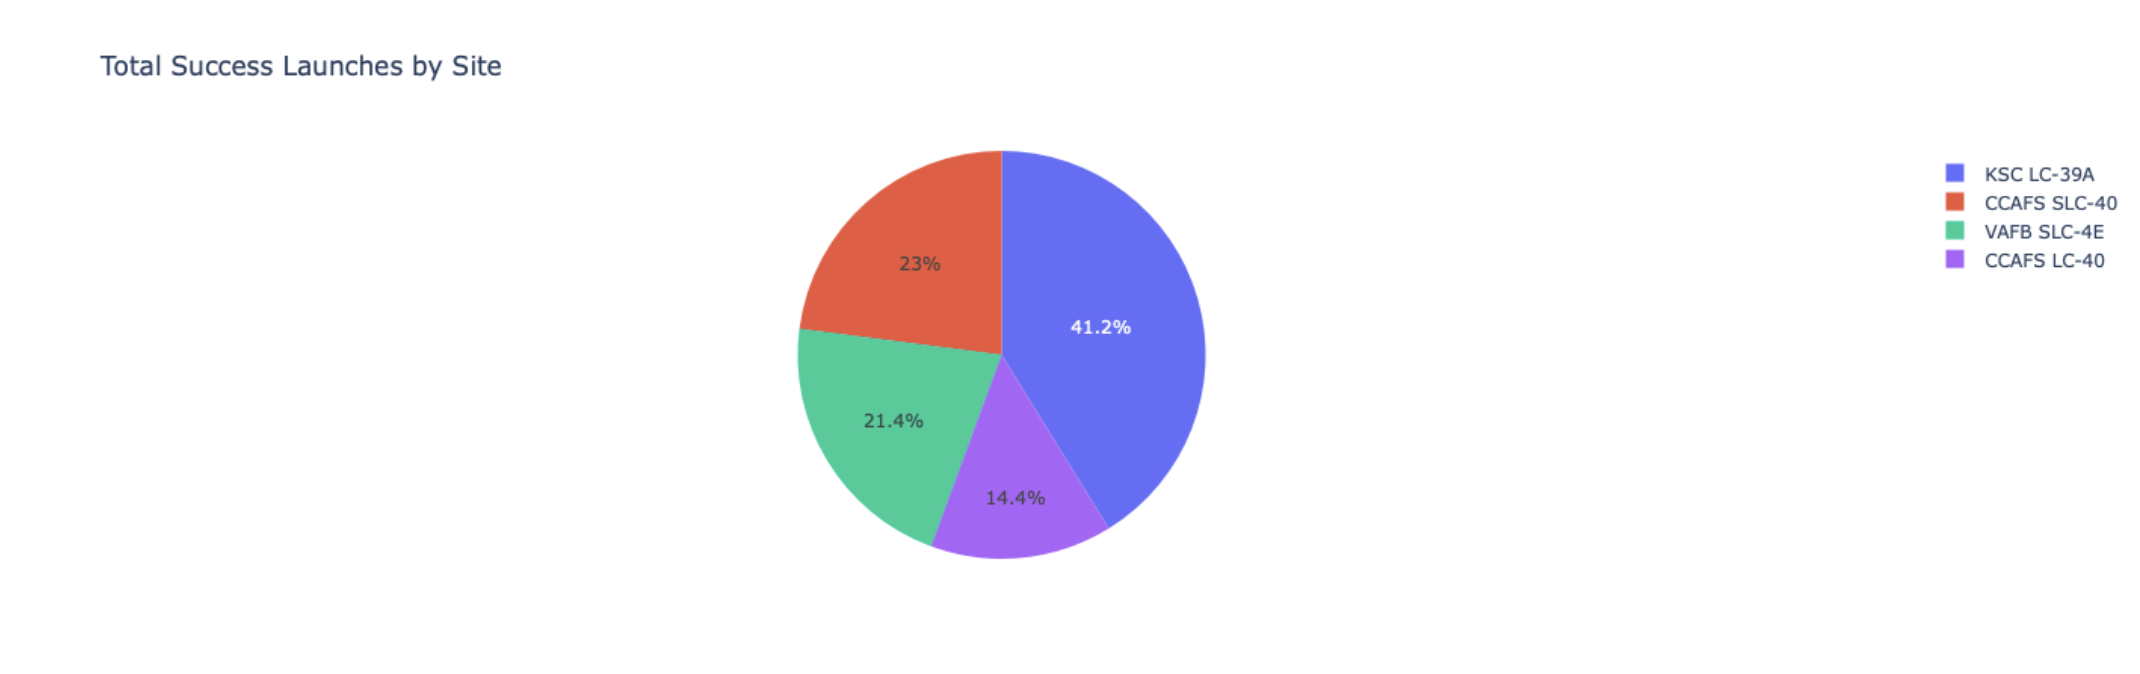 Total Success Launches by Site
KSC LC-39A
CCAFS SLC-40
VAFB SLC-4E
CCAFS LC-40
23%
41.2%
21.4%
14.4%